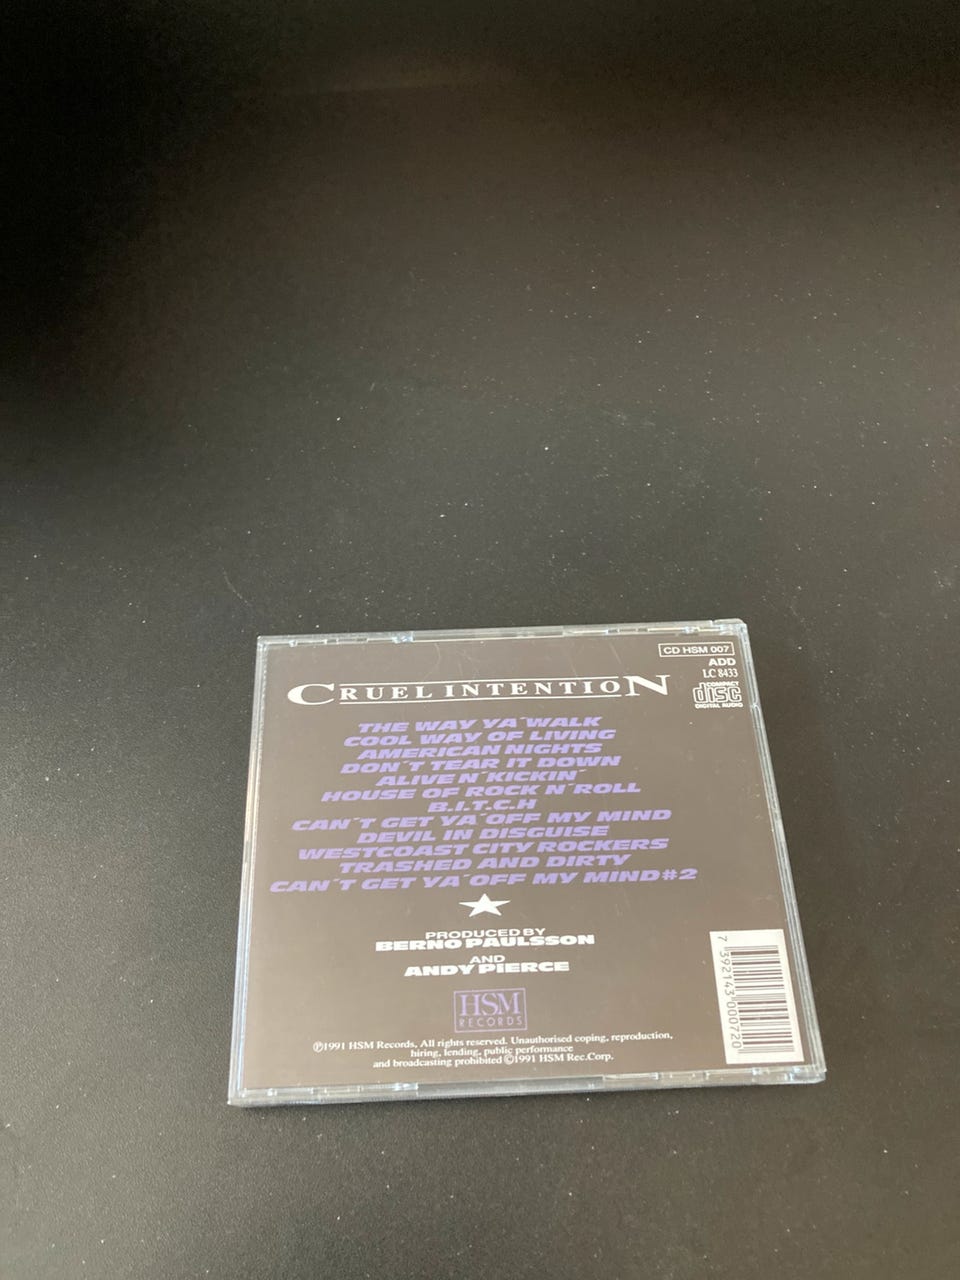 CD HSM 007
ADD
LC 8433
COMPACT
disc
DIGITAL AUDIO
CRUEL INTENTION
THE WAY YA´WALK
COOL WAY OF LIVING
AMERICAN NIGHTS
DON´T TEAR IT DOWN
ALIVE N´KICKIN´
HOUSE OF ROCK N´ROLL
B.I.T.C.H
CAN´T GET YA´OFF MY MIND
DEVIL IN DISGUISE
WESTCOAST CITY ROCKERS
TRASHED AND DIRTY
CAN´T GET YA´OFF MY MIND#2
PRODUCED BY
BERNO PAULSSON
AND
ANDY PIERCE
HSM
RECORDS
℗1991 HSM Records. All rights reserved. Unauthorised coping, reproduction,
hiring, lending, public performance
and broadcasting prohibited ©1991 HSM Rec.Corp.
7 392143 000720